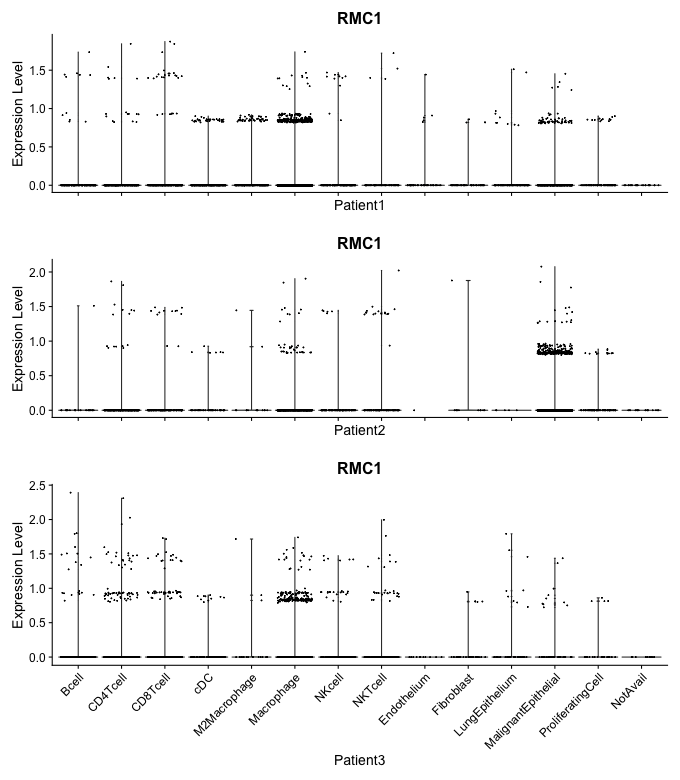 RMC1
Expression Level
1.5
1.0
0.5
0.0
Patient1
RMC1
Expression Level
2.0
1.5
1.0
0.5
0.0
Patient2
RMC1
Expression Level
2.5
2.0
1.5
1.0
0.5
0.0
Bcell
CD4Tcell
CD8Tcell
cDC
M2Macrophage
Macrophage
NKcell
NKTcell
Endothelium
Fibroblast
LungEpithelium
MalignantEpithelial
ProliferatingCell
NotAvail
Patient3